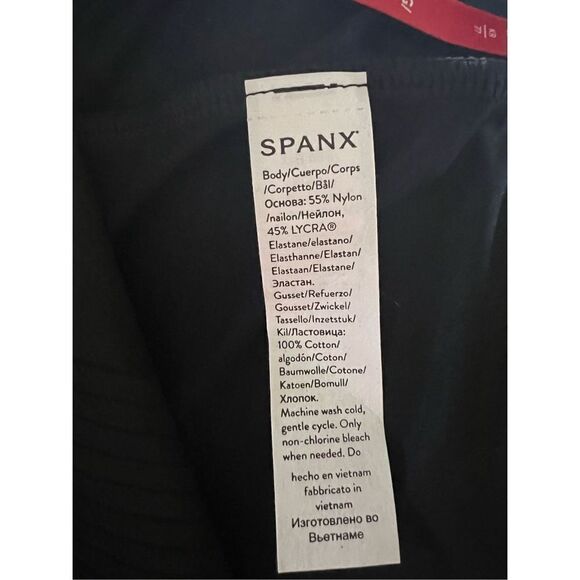 SPANX
Body/Cuerpo/Corps
/Corpetto/Bål/
Основа: 55% Nylon
/nailon/Нейлон,
45% LYCRA®
Elastane/elastano/
Elasthanne/Elastan/
Elastaan/Elastane/
Эластан.
Gusset/Refuerzo/
Gousset/Zwickel/
Tassello/Inzetstuk/
Kil/Ластовица:
100% Cotton/
algodón/Coton/
Baumwolle/Cotone/
Katoen/Bomull/
Хлопок.
Machine wash cold,
gentle cycle. Only
non-chlorine bleach
when needed. Do
hecho en vietnam
fabbricato in
vietnam
Изготовлено во
Вьетнаме